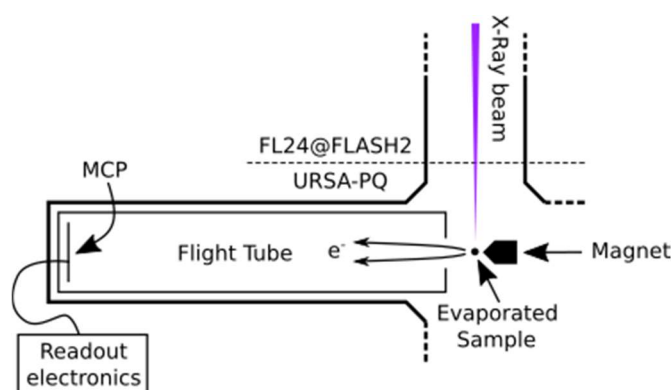 X-Ray beam
FL24@FLASH2
MCP
URSA-PQ
Flight Tube
e-
Magnet
Evaporated
Sample
Readout
electronics